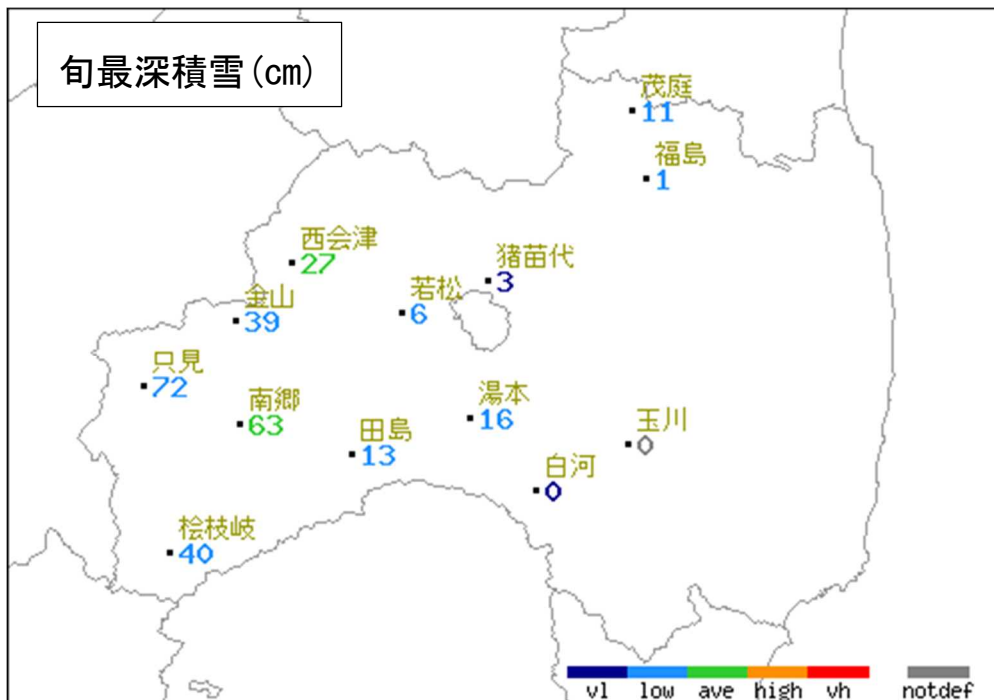 旬最深積雪(cm)
茂庭
11
福島
1
西会津
27
猪苗代
3
金山
39
若松
6
只見
72
南郷
63
湯本
16
田島
13
玉川
0
白河
0
桧枝岐
40
vl low ave high vh notdef